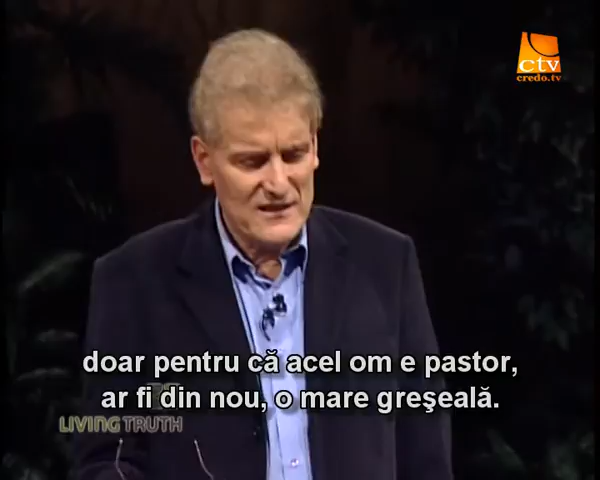 ctv
credo.tv
doar pentru că acel om e pastor,
ar fi din nou, o mare greşeală.
LIVING TRUTH